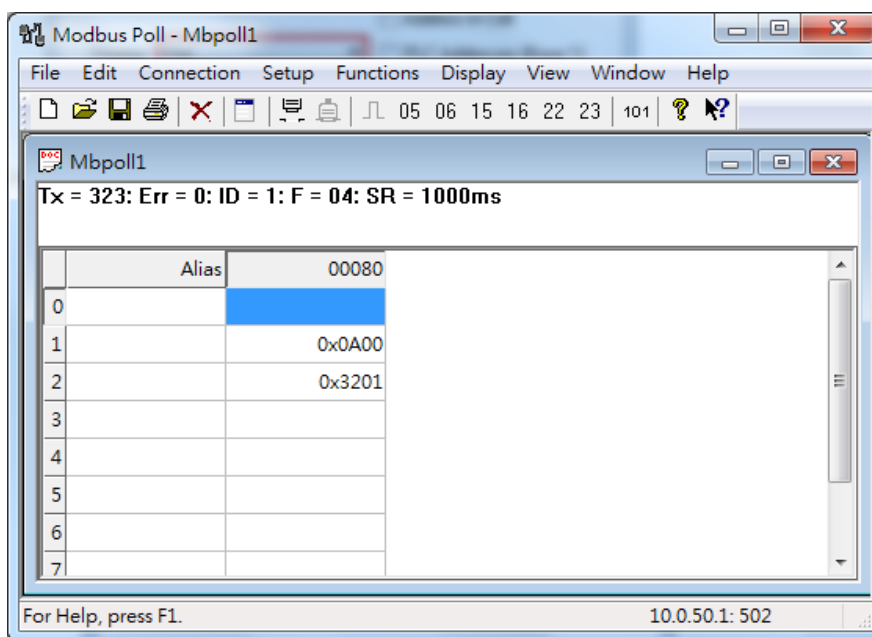 Modbus Poll - Mbpoll1
File Edit Connection Setup Functions Display View Window Help
05 06 15 16 22 23 101
Mbpoll1
Tx = 323: Err = 0: ID = 1: F = 04: SR = 1000ms
Alias 00080
0
1 0x0A00
2 0x3201
3
4
5
6
7
For Help, press F1. 10.0.50.1: 502